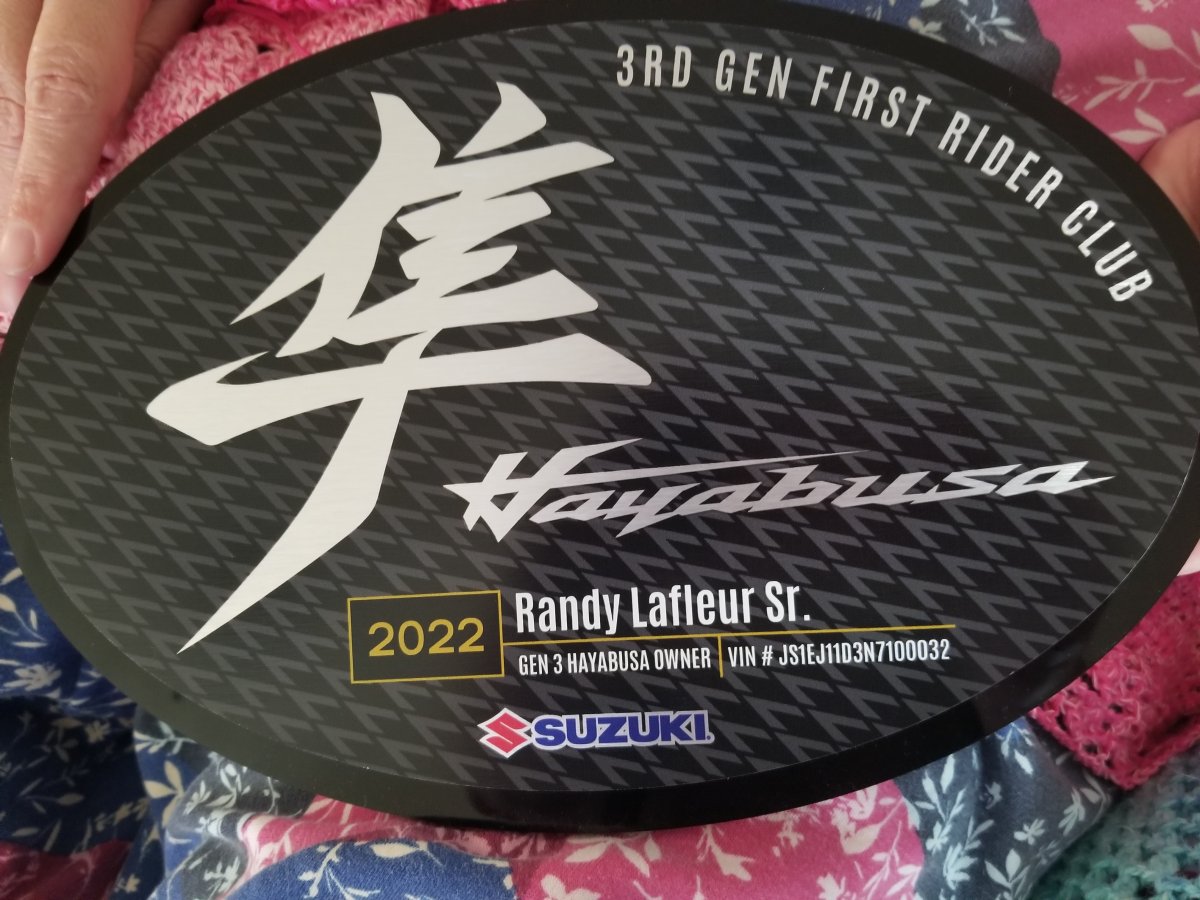 3RD GEN FIRST RIDER CLUB
隼
Hayabusa
2022
Randy Lafleur Sr.
GEN 3 HAYABUSA OWNER
VIN # JS1EJ11D3N7100032
SUZUKI